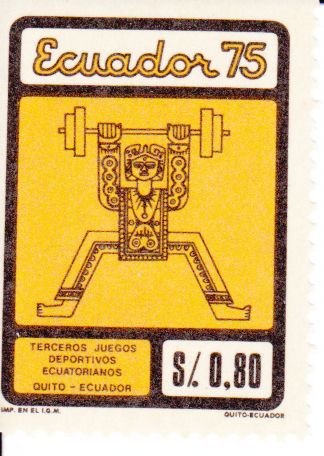 Ecuador 75
TERCEROS JUEGOS
DEPORTIVOS
ECUATORIANOS
QUITO - ECUADOR
S/. 0,80
IMP. EN EL I.G.M.
QUITO-ECUADOR